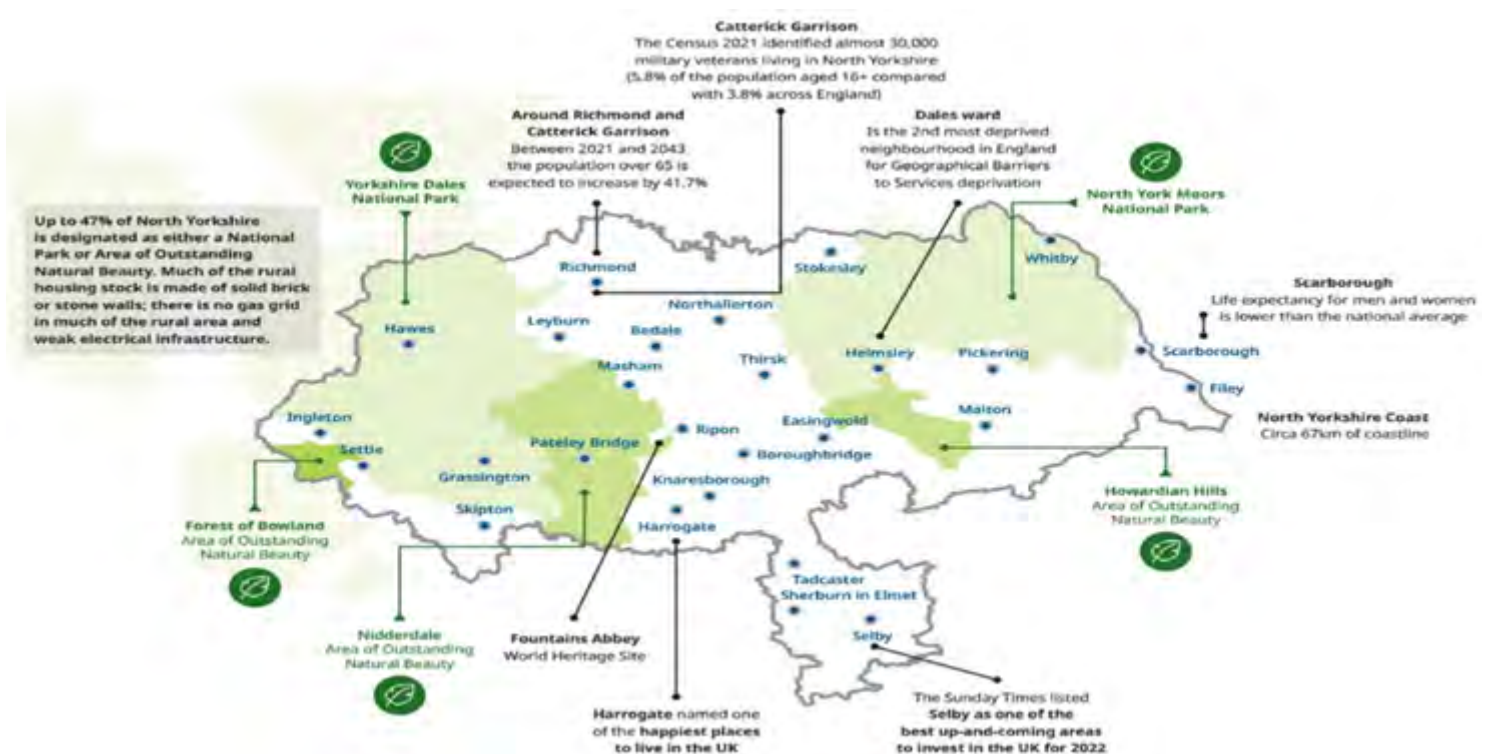 Catterick Garrison
The Census 2021 identified almost 30,000
military veterans living in North Yorkshire
(5.8% of the population aged 16+ compared
with 3.8% across England)
Around Richmond and
Catterick Garrison
Between 2021 and 2043
the population over 65 is
expected to increase by 41.7%
Dales ward
Is the 2nd most deprived
neighbourhood in England
for Geographical Barriers
to Services deprivation
Yorkshire Dales
National Park
North York Moors
National Park
Up to 47% of North Yorkshire
is designated as either a National
Park or Area of Outstanding
Natural Beauty. Much of the rural
housing stock is made of solid brick
or stone walls; there is no gas grid
in much of the rural area and
weak electrical infrastructure.
Richmond
Stokesley
Whitby
Scarborough
Life expectancy for men and women
is lower than the national average
Northallerton
Leyburn
Bedale
Hawes
Masham
Thirsk
Helmsley
Pickering
Scarborough
Filey
Ingleton
Settle
Pateley Bridge
Ripon
Easingwold
Malton
North Yorkshire Coast
Circa 67km of coastline
Boroughbridge
Grassington
Knaresborough
Skipton
Harrogate
Howardian Hills
Area of Outstanding
Natural Beauty
Forest of Bowland
Area of Outstanding
Natural Beauty
Tadcaster
Sherburn in Elmet
Selby
Nidderdale
Area of Outstanding
Natural Beauty
Fountains Abbey
World Heritage Site
Harrogate named one
of the happiest places
to live in the UK
The Sunday Times listed
Selby as one of the
best up-and-coming areas
to invest in the UK for 2022